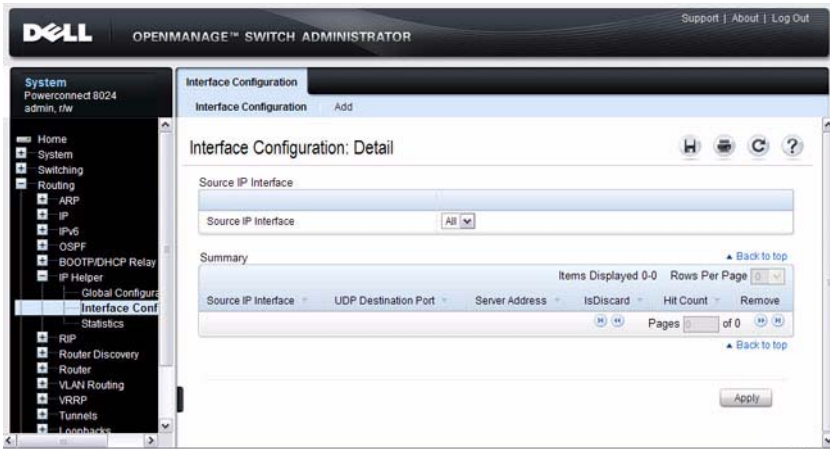 Support | About | Log Out
DELL
OPENMANAGE™ SWITCH ADMINISTRATOR
System
Powerconnect 8024
admin, r/w
Home
System
Switching
Routing
ARP
IP
IPv6
OSPF
BOOTP/DHCP Relay
IP Helper
Global Configura
Interface Conf
Statistics
RIP
Router Discovery
Router
VLAN Routing
VRRP
Tunnels
Loopbacks
Interface Configuration
Interface Configuration Add
Interface Configuration: Detail
Source IP Interface
Source IP Interface All
Summary Back to top
Items Displayed 0-0 Rows Per Page 0
Source IP Interface UDP Destination Port Server Address IsDiscard Hit Count Remove
Pages 0 of 0
Back to top
Apply